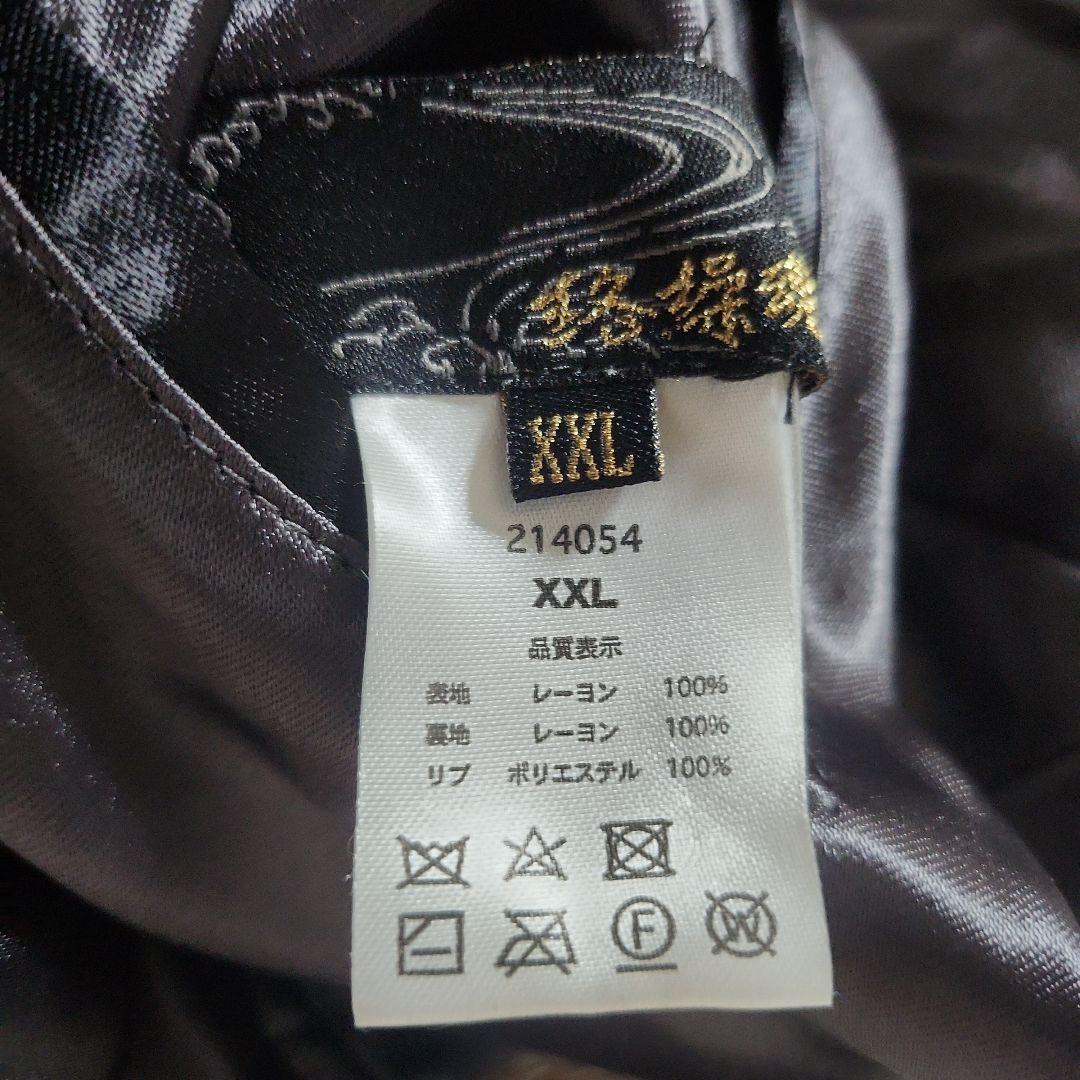 XXL
214054
XXL
品質表示
表地 レーヨン 100%
裏地 レーヨン 100%
リブ ポリエステル 100%
F W